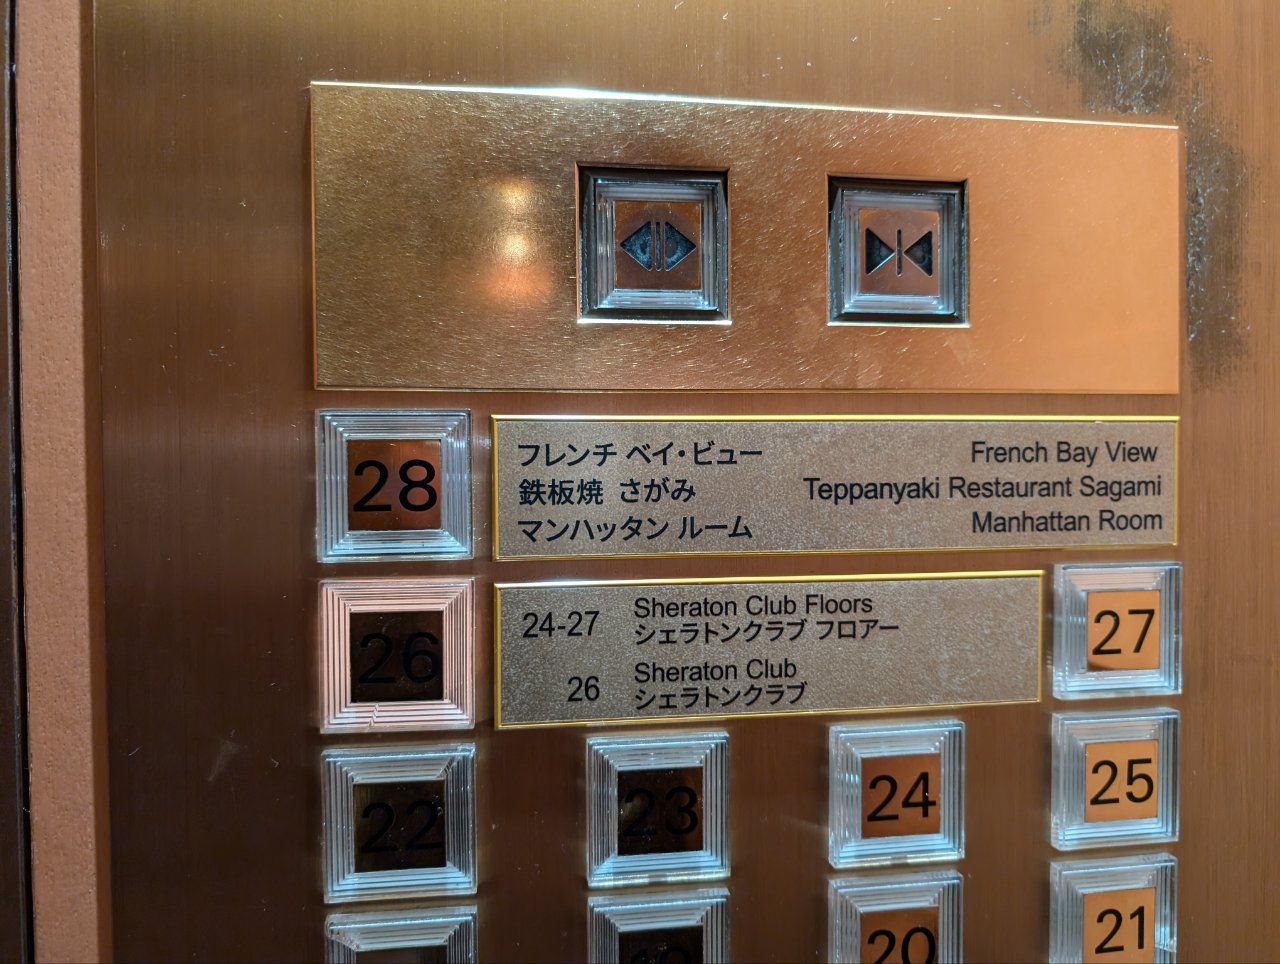 28
フレンチ ベイ・ビュー French Bay View
鉄板焼 さがみ Teppanyaki Restaurant Sagami
マンハッタン ルーム Manhattan Room
26
24-27 Sheraton Club Floors
シェラトンクラブ フロアー
26 Sheraton Club
シェラトンクラブ
27
22 23 24 25
19 20 21